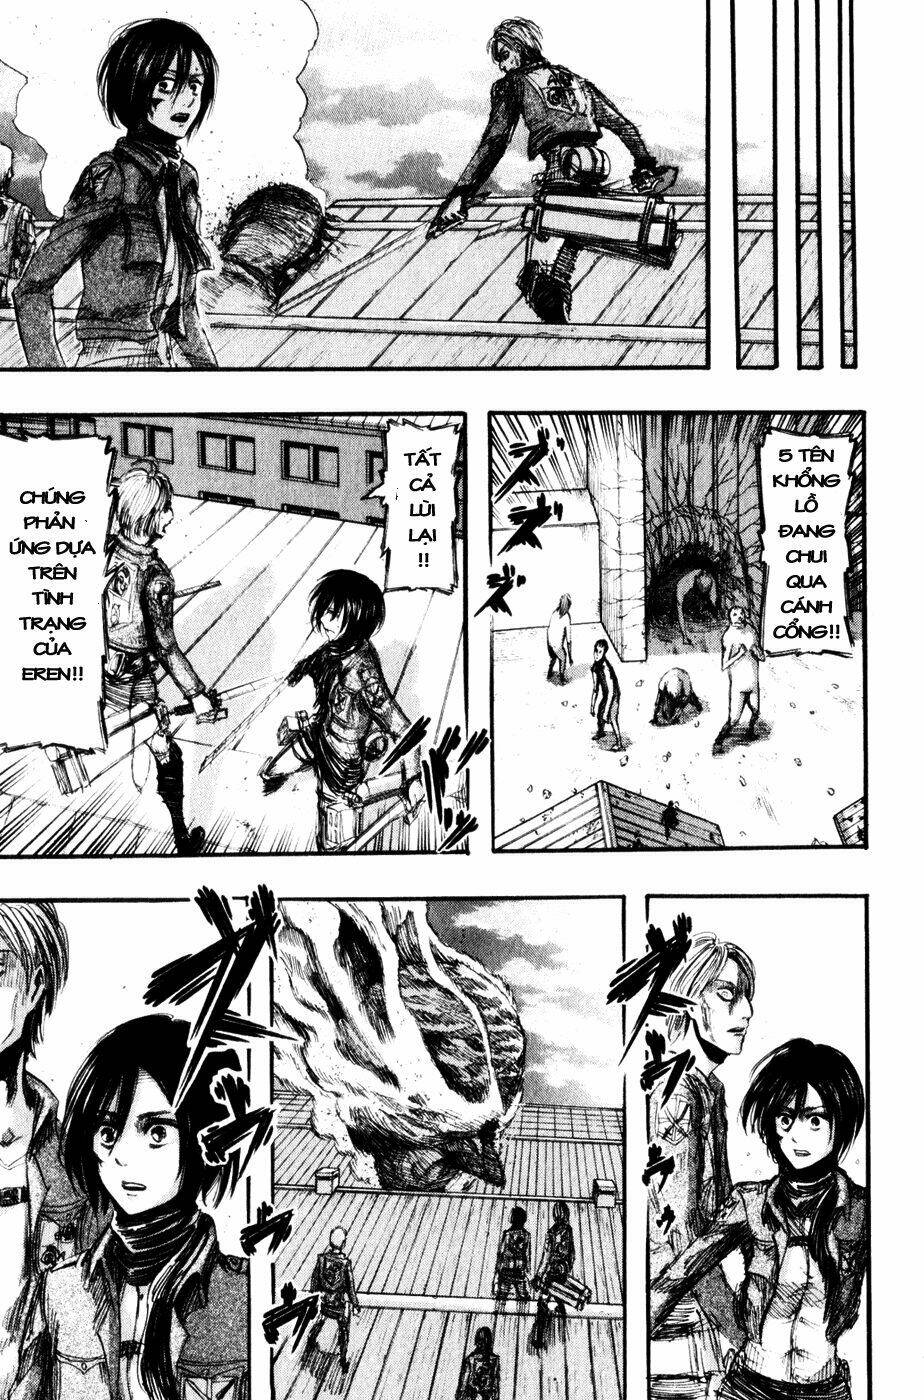 5 TÊN
KHỔNG
LỒ
ĐANG
CHUI
QUA
CÁNH
CỔNG!!
TẤT
CẢ LÙI
LẠI
!!
CHÚNG
PHẢN
ỨNG DỰA
TRÊN
TÌNH
TRẠNG
CỦA
EREN!!